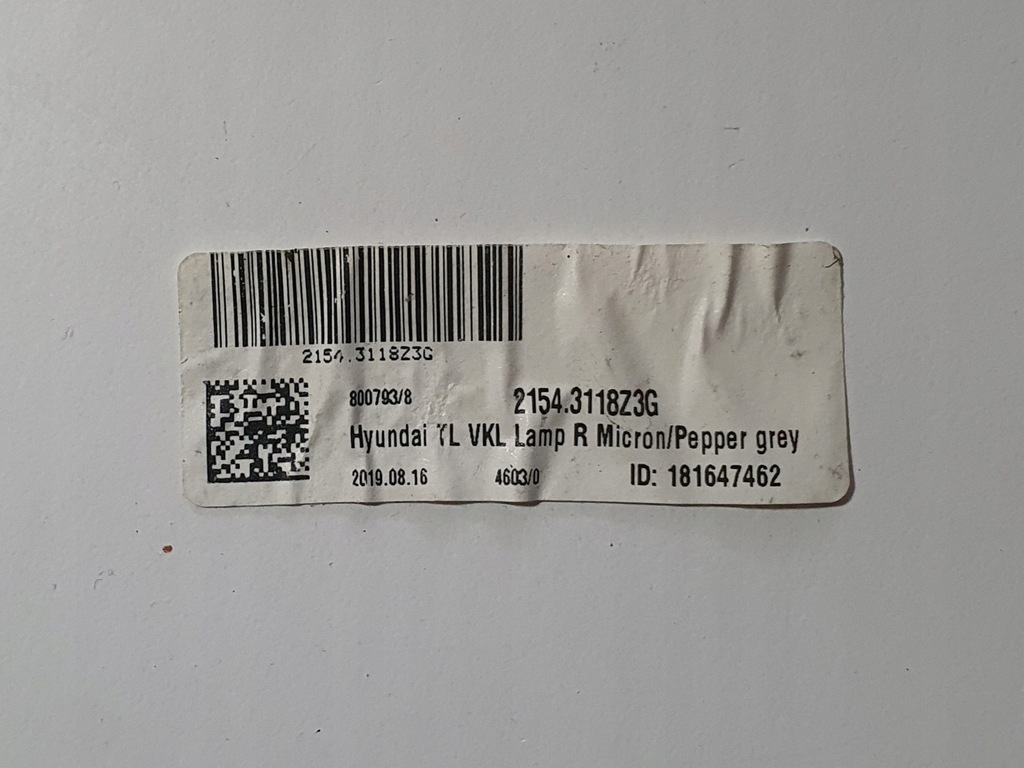 2154.3118Z3G
800793/8 2154.3118Z3G
Hyundai TL VKL Lamp R Micron/Pepper grey
2019.08.16 4603/0 ID: 181647462